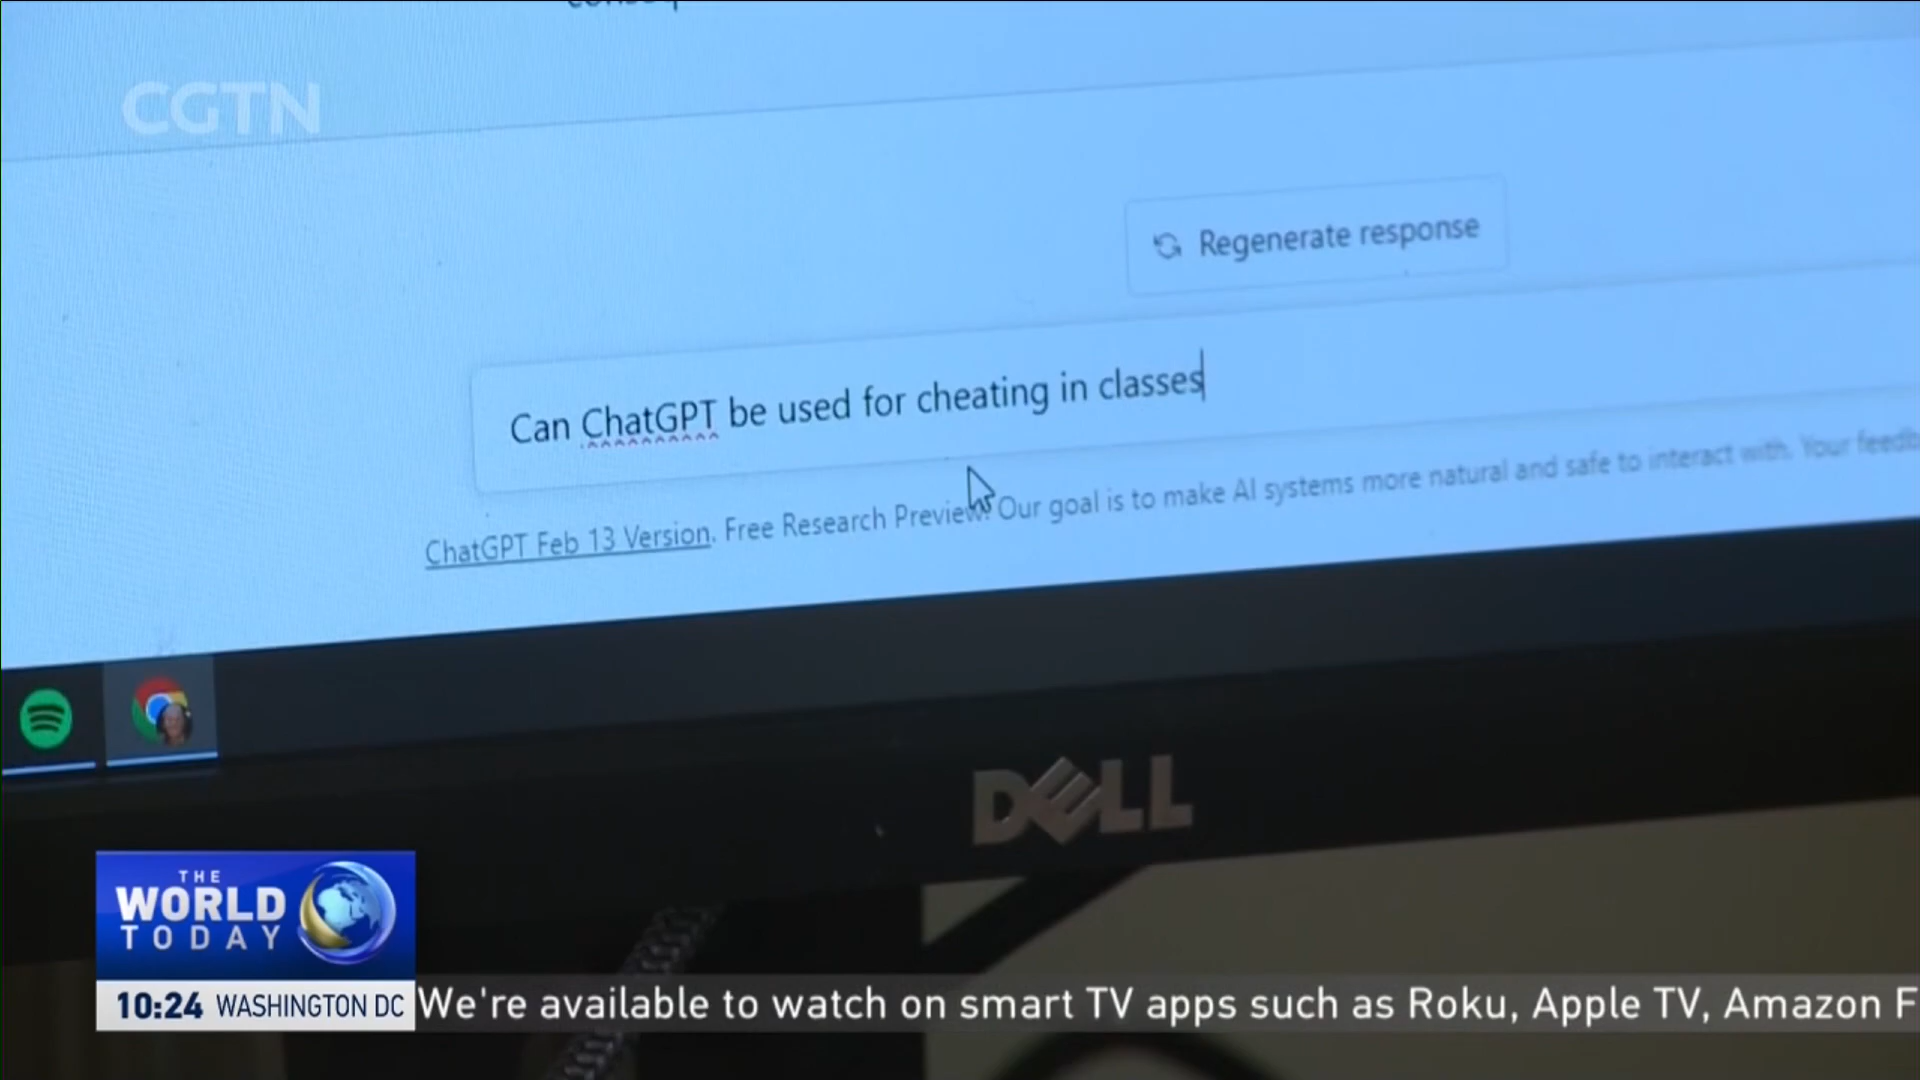 CGTN
Regenerate response
Can ChatGPT be used for cheating in classes
ChatGPT Feb 13 Version. Free Research Preview. Our goal is to make AI systems more natural and safe to interact with. Your
DELL
THE
WORLD
TODAY
10:24 WASHINGTON DC
We're available to watch on smart TV apps such as Roku, Apple TV, Amazon F